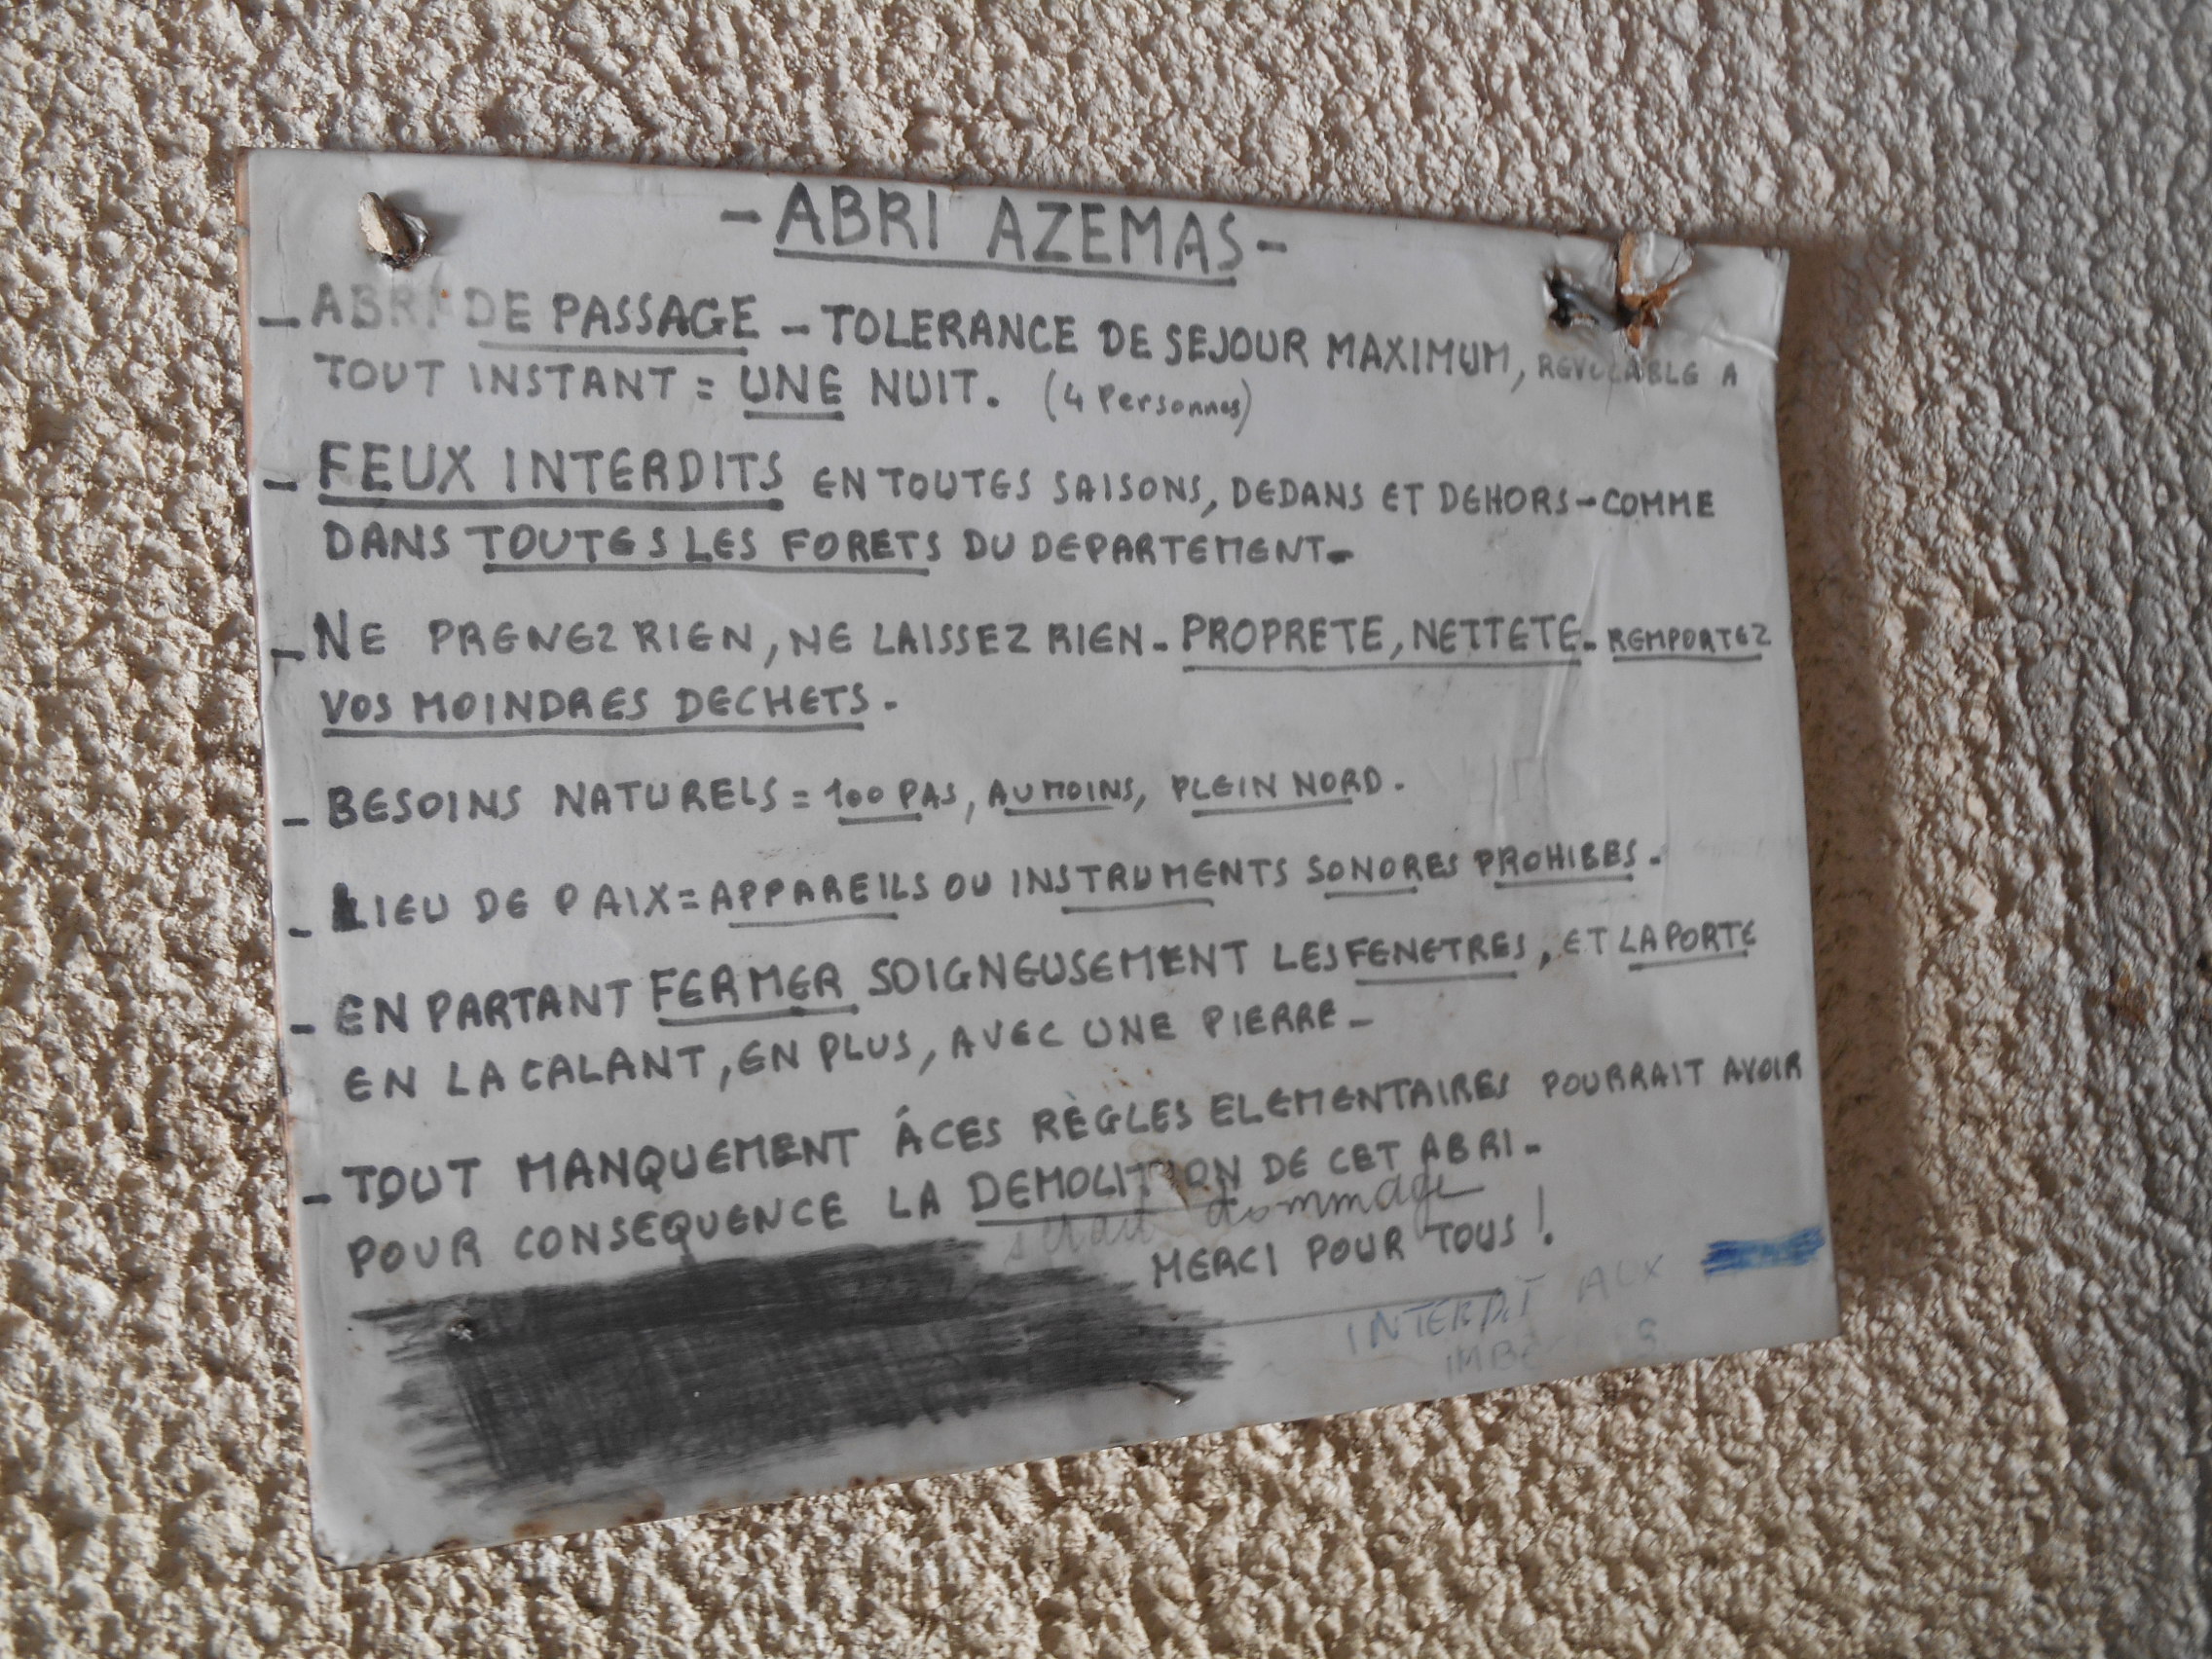 - ABRI AZEMAS -
- ABRI DE PASSAGE - TOLERANCE DE SEJOUR MAXIMUM, REVOCABLE A
TOUT INSTANT = UNE NUIT. (4 Personnes)
- FEUX INTERDITS EN TOUTES SAISONS, DEDANS ET DEHORS - COMME
DANS TOUTES LES FORETS DU DEPARTEMENT -
- NE PRENEZ RIEN, NE LAISSEZ RIEN - PROPRETE, NETTETE - REMPORTEZ
VOS MOINDRES DECHETS .
- BESOINS NATURELS = 100 PAS, AU MOINS, PLEIN NORD .
- LIEU DE PAIX = APPAREILS OU INSTRUMENTS SONORES PROHIBES .
- EN PARTANT FERMER SOIGNEUSEMENT LES FENETRES, ET LA PORTE
EN LA CALANT, EN PLUS, AVEC UNE PIERRE -
- TOUT MANQUEMENT Á CES RÈGLES ELEMENTAIRES POURRAIT AVOIR
POUR CONSEQUENCE LA DEMOLITION DE CET ABRI -
serait dommage
MERCI POUR TOUS !
INTERDIT AUX